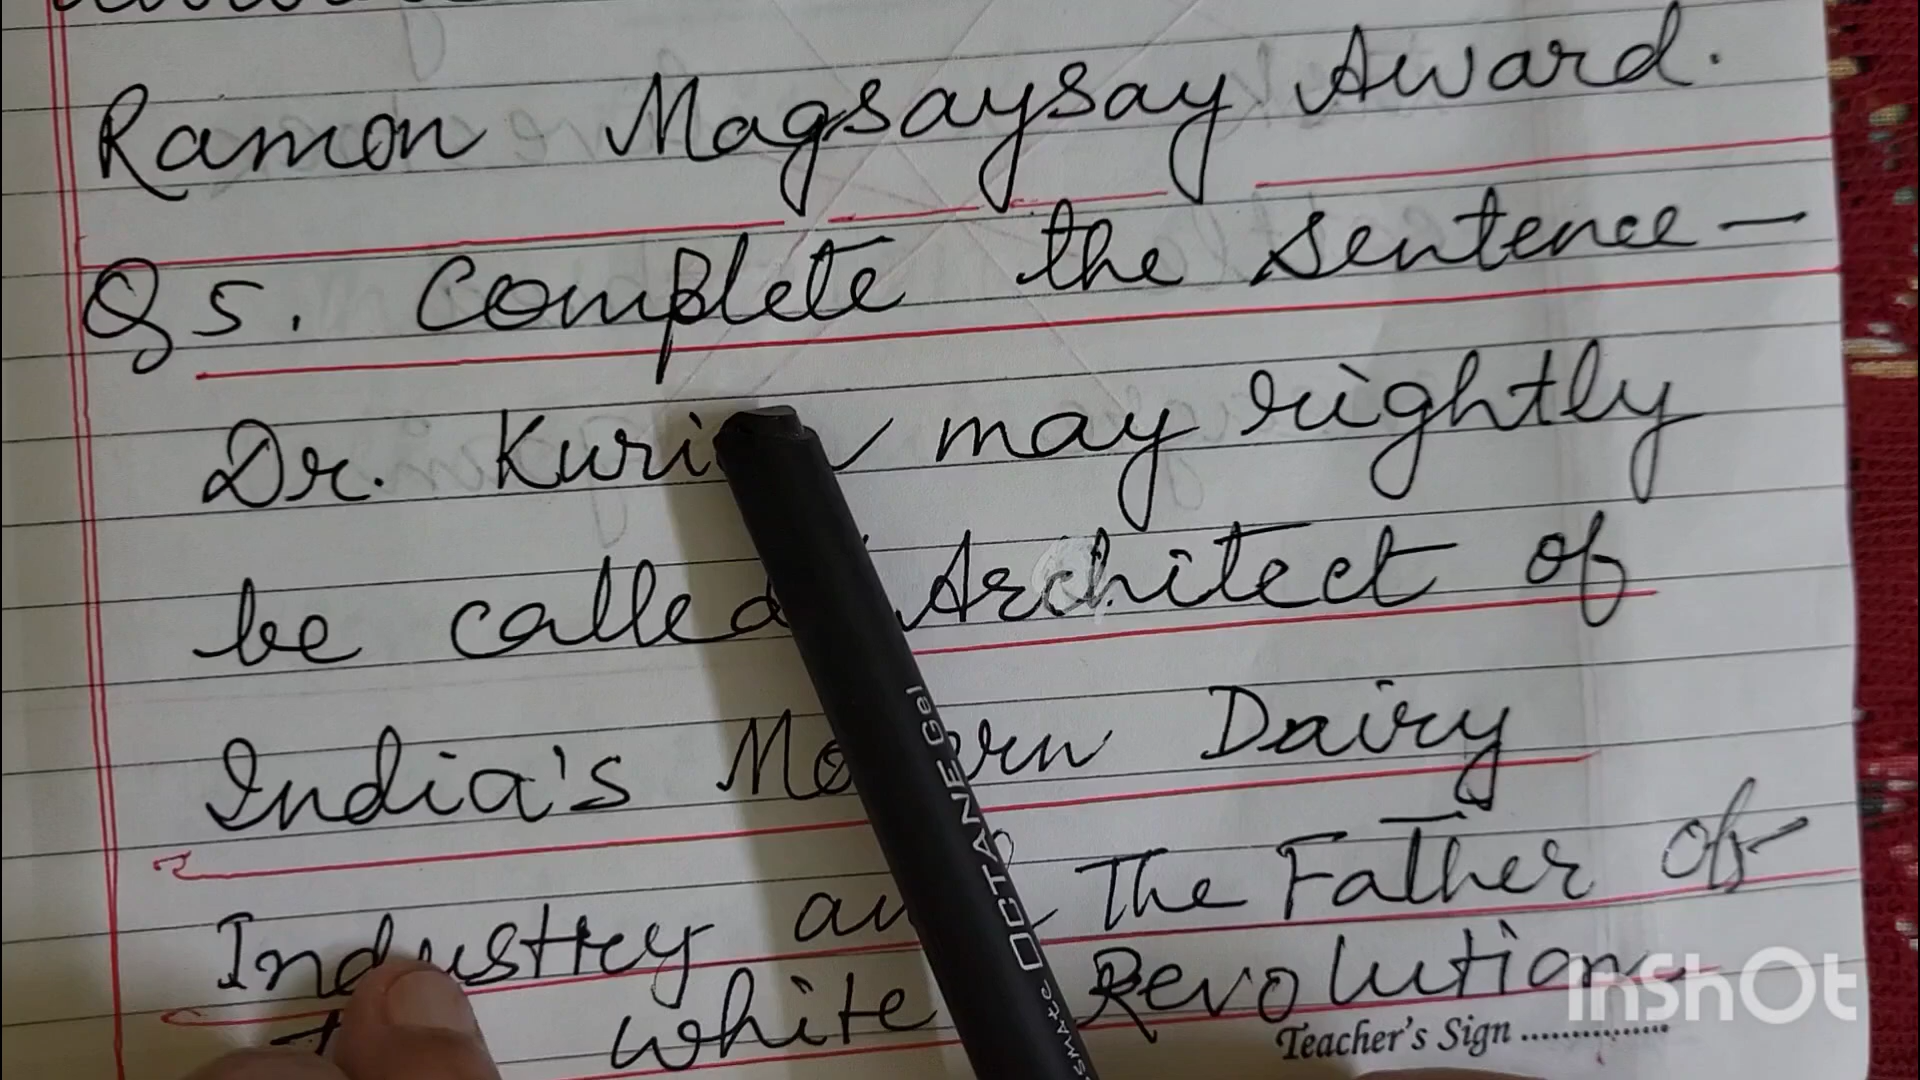 Ramon Magsaysay Award.
Q5. Complete the sentence –
Dr. Kuri may rightly
be called Architect of
India's Dairy
Industry The Father of
White Revolution
Teacher's Sign ...............
OCTANE Gel
InShOt